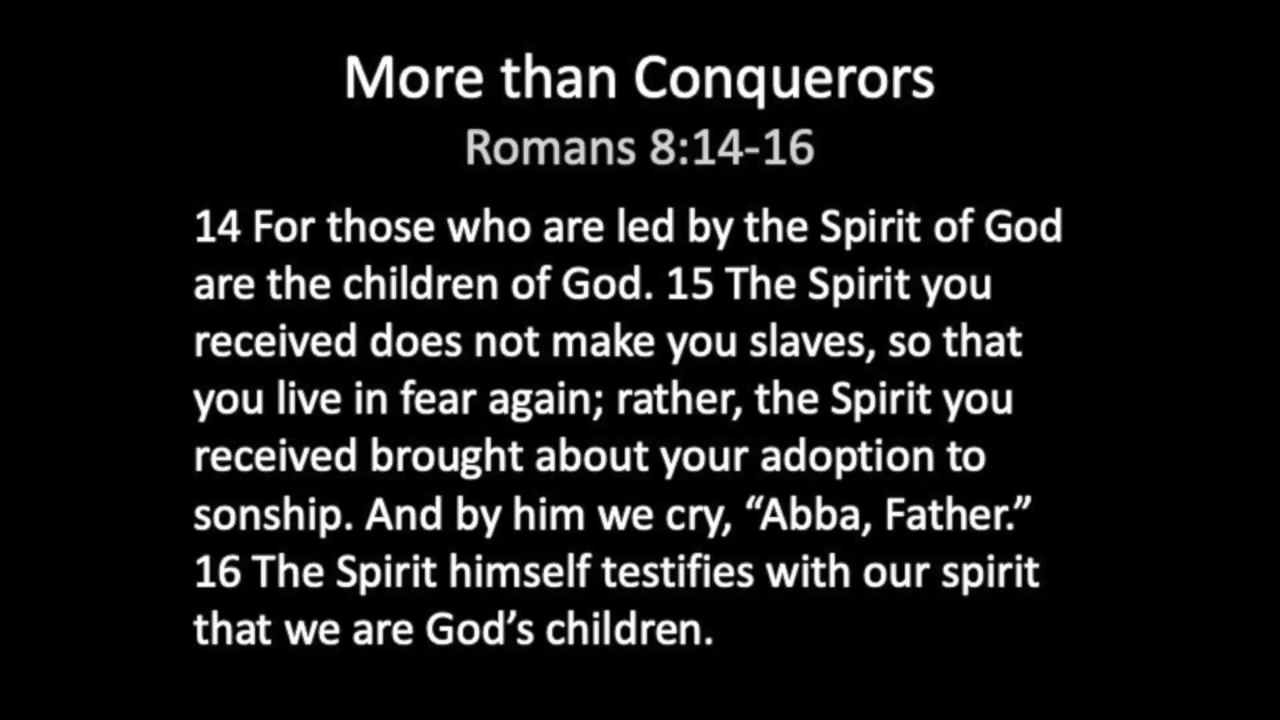 More than Conquerors
Romans 8:14-16
14 For those who are led by the Spirit of God
are the children of God. 15 The Spirit you
received does not make you slaves, so that
you live in fear again; rather, the Spirit you
received brought about your adoption to
sonship. And by him we cry, “Abba, Father.”
16 The Spirit himself testifies with our spirit
that we are God’s children.